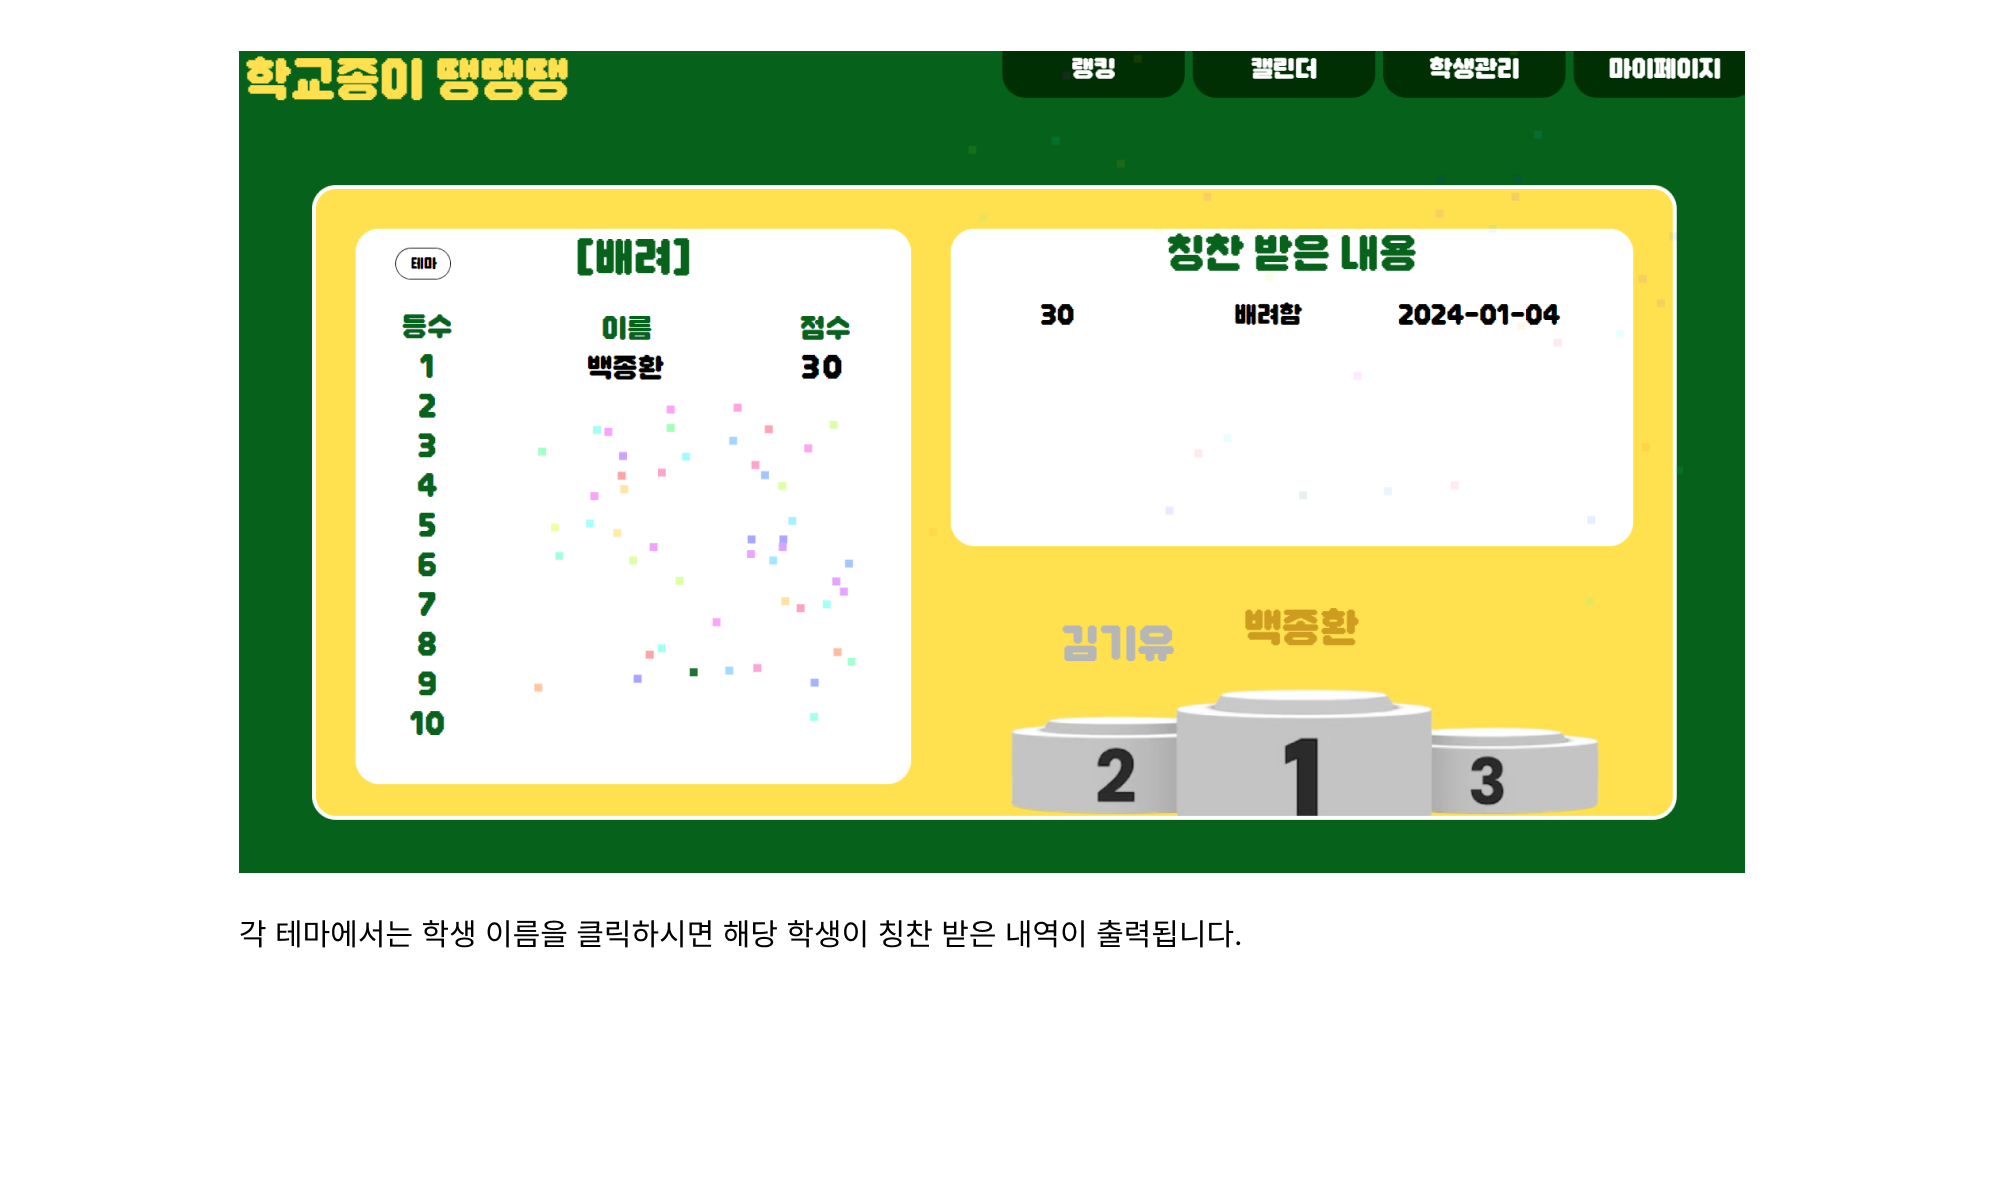 학교종이 땡땡땡
랭킹 캘린더 학생관리 마이페이지
테마
[배려]
등수 이름 점수
1 백종환 30
2
3
4
5
6
7
8
9
10
칭찬 받은 내용
30 배려함 2024-01-04
김기유 백종환
2 1 3
각 테마에서는 학생 이름을 클릭하시면 해당 학생이 칭찬 받은 내역이 출력됩니다.